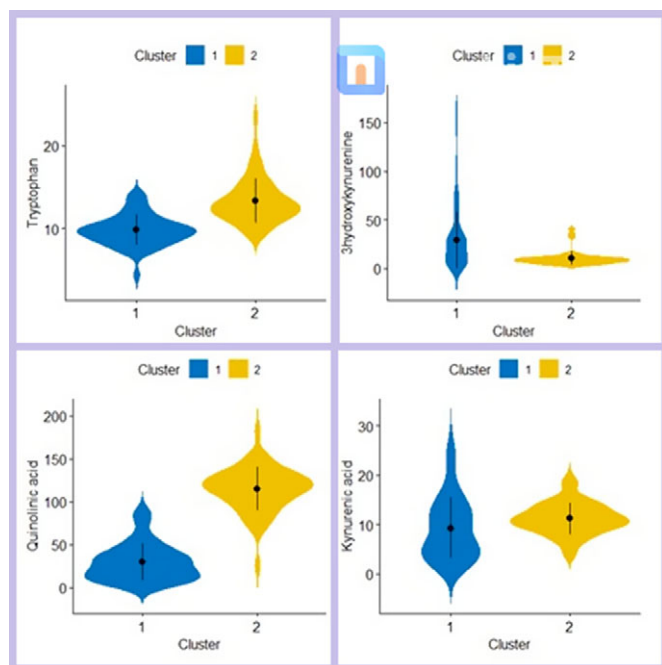 Cluster 1 2
Tryptophan
20
10
1 2
Cluster
Cluster 1 2
3hydroxykynurenine
150
100
50
0
1 2
Cluster
Cluster 1 2
Quinolinic acid
200
150
100
50
0
1 2
Cluster
Cluster 1 2
Kynurenic acid
30
20
10
0
1 2
Cluster